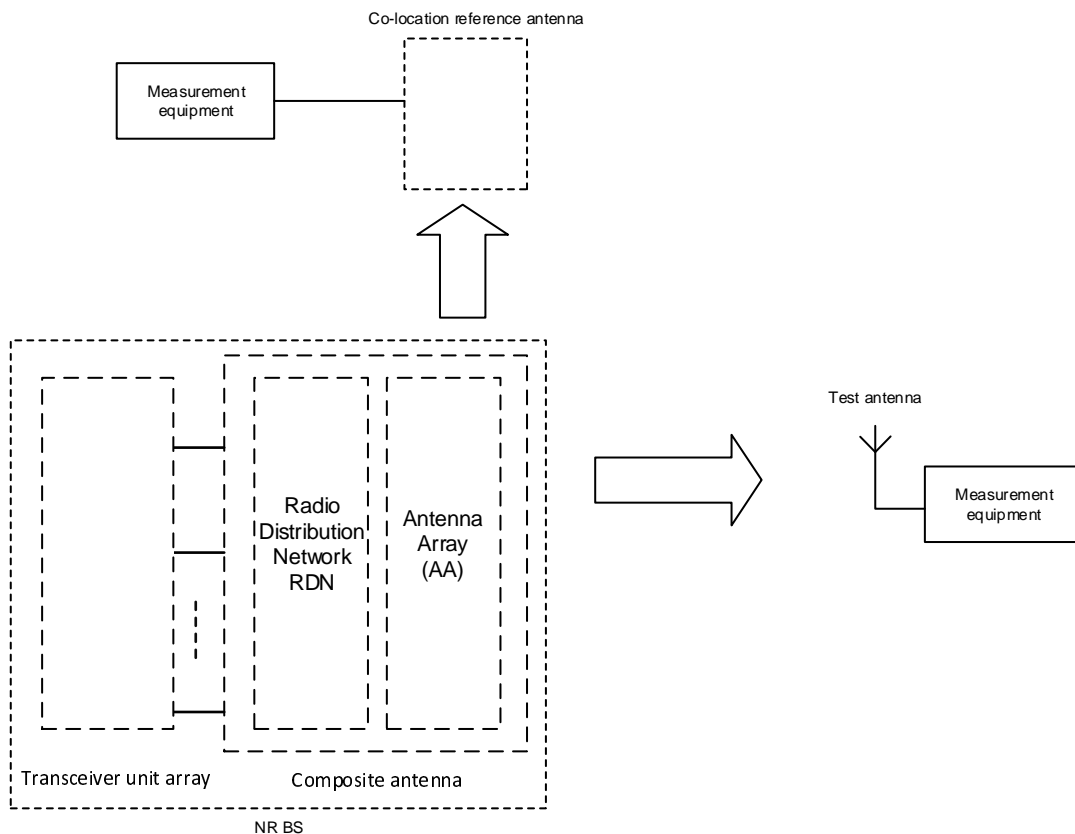 Co-location reference antenna
Measurement
equipment
Test antenna
Measurement
equipment
Radio
Distribution
Network
RDN
Antenna
Array
(AA)
Transceiver unit array
Composite antenna
NR BS